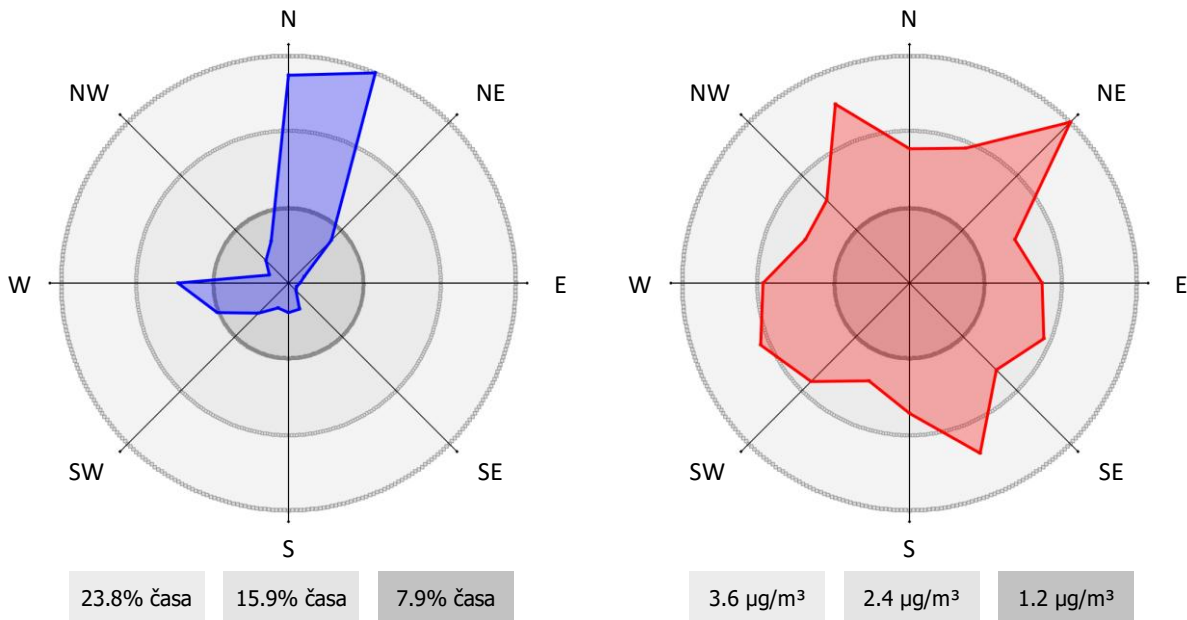 N
NW
NE
W
E
SW
SE
S
23.8% časa
15.9% časa
7.9% časa
N
NW
NE
W
E
SW
SE
S
3.6 µg/m³
2.4 µg/m³
1.2 µg/m³